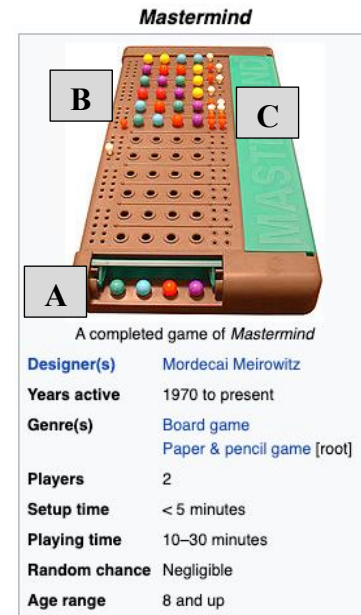 Mastermind
B
C
MASTERMIND
A
A completed game of Mastermind
Designer(s) Mordecai Meirowitz
Years active 1970 to present
Genre(s) Board game
Paper & pencil game [root]
Players 2
Setup time < 5 minutes
Playing time 10–30 minutes
Random chance Negligible
Age range 8 and up